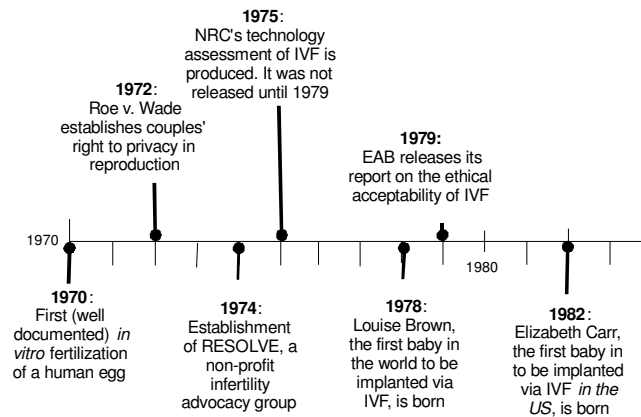 1975:
NRC's technology
assessment of IVF is
produced. It was not
released until 1979
1972:
Roe v. Wade
establishes couples'
right to privacy in
reproduction
1979:
EAB releases its
report on the ethical
acceptability of IVF
1970
1980
1970:
First (well
documented) in
vitro fertilization
of a human egg
1974:
Establishment
of RESOLVE, a
non-profit
infertility
advocacy group
1978:
Louise Brown,
the first baby in
the world to be
implanted via
IVF, is born
1982:
Elizabeth Carr,
the first baby in
to be implanted
via IVF in the
US, is born